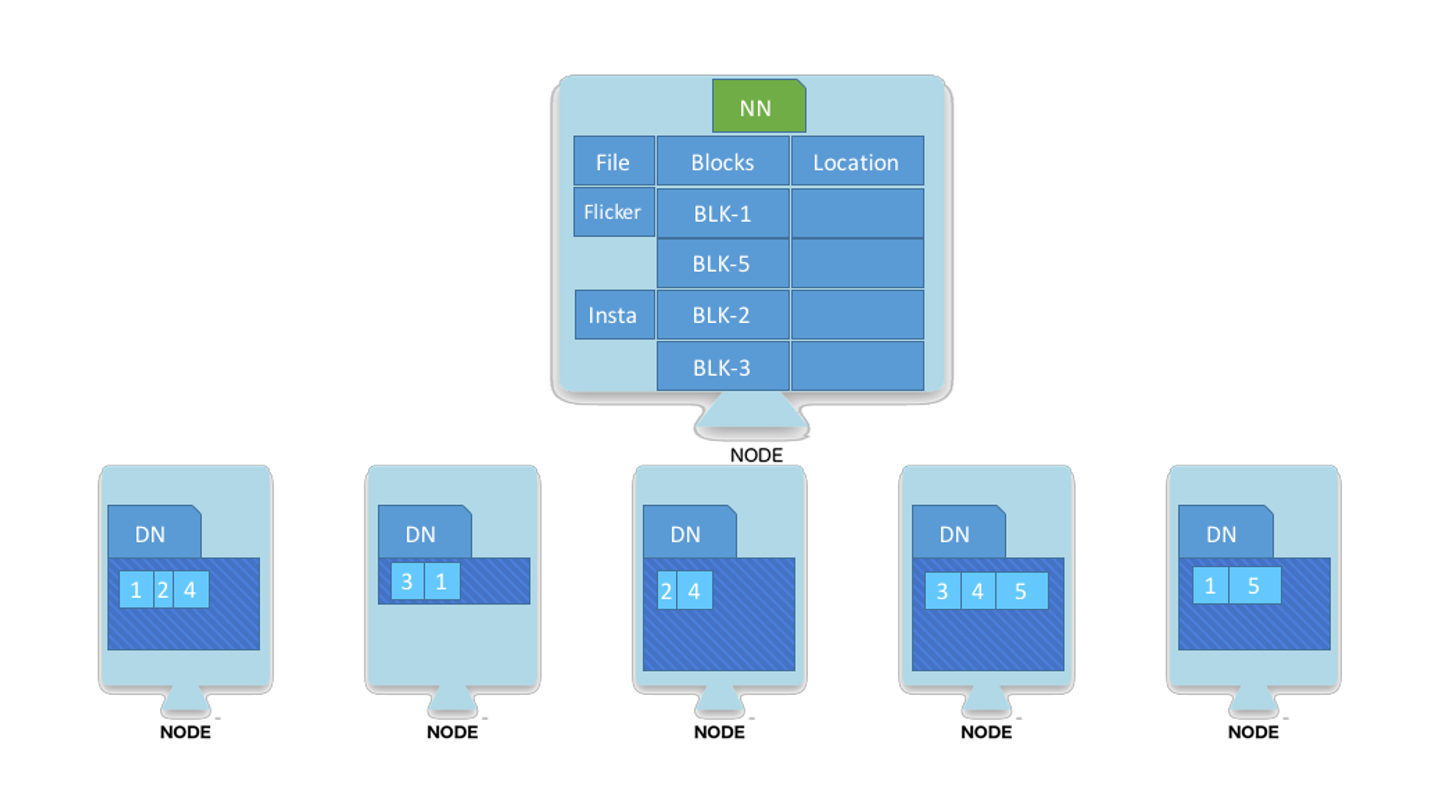 NN
File Blocks Location
Flicker BLK-1
BLK-5
Insta BLK-2
BLK-3
NODE
DN DN DN DN DN
1 2 4 3 1 2 4 3 4 5 1 5
NODE NODE NODE NODE NODE